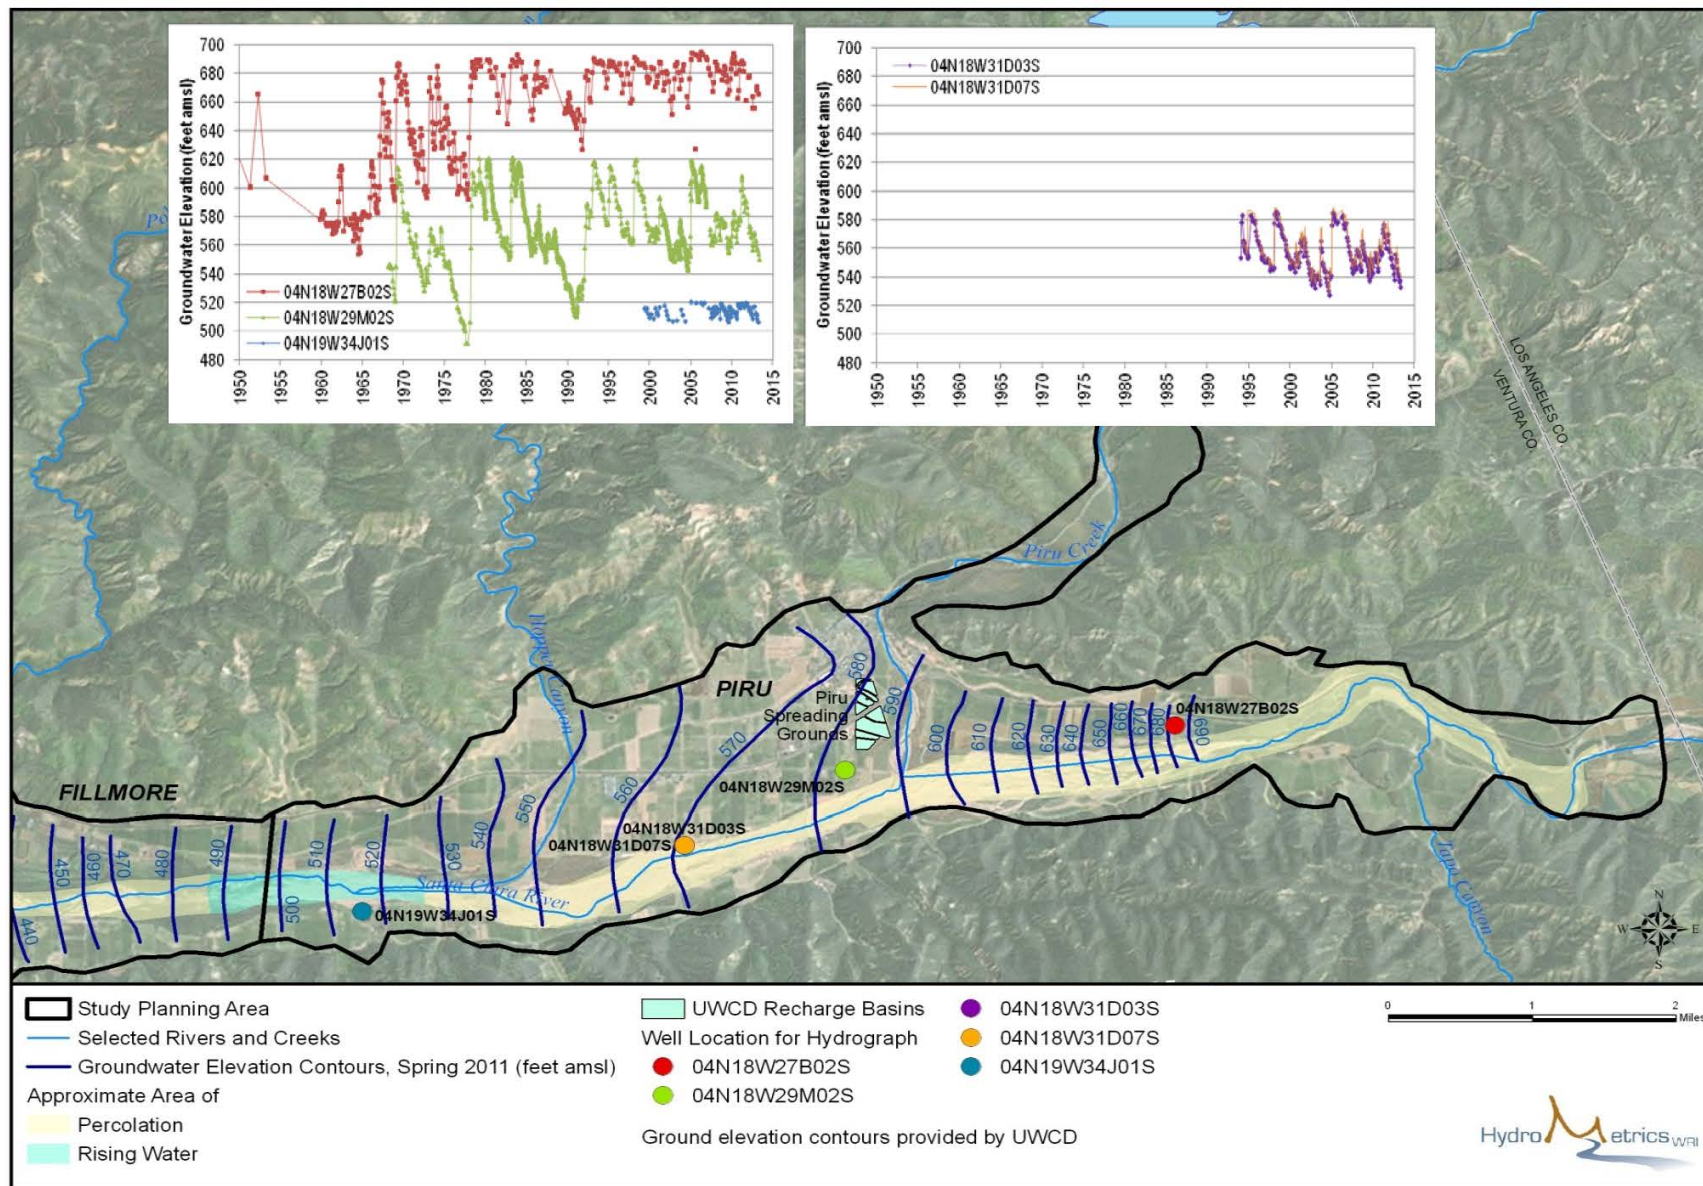 Groundwater Elevation (feet amsl)
700
680
660
640
620
600
580
560
540
520
500
480
04N18W27B02S
04N18W29M02S
04N19W34J01S
1950
1955
1960
1965
1970
1975
1980
1985
1990
1995
2000
2005
2010
2015
Groundwater Elevation (feet amsl)
700
680
660
640
620
600
580
560
540
520
500
480
04N18W31D03S
04N18W31D07S
1950
1955
1960
1965
1970
1975
1980
1985
1990
1995
2000
2005
2010
2015
LOS ANGELES CO
VENTURA CO
Piru Creek
Hopper Canyon
PIRU
Piru
Spreading
Grounds
580
590
570
560
550
540
530
520
510
500
490
480
470
460
450
440
600
610
620
630
640
650
660
670
680
690
04N18W27B02S
04N18W29M02S
04N18W31D03S
04N18W31D07S
FILLMORE
Santa Clara River
04N19W34J01S
Tapo Canyon
N
W
E
S
Study Planning Area
Selected Rivers and Creeks
Groundwater Elevation Contours, Spring 2011 (feet amsl)
Approximate Area of
Percolation
Rising Water
UWCD Recharge Basins
Well Location for Hydrograph
04N18W27B02S
04N18W29M02S
04N18W31D03S
04N18W31D07S
04N19W34J01S
Ground elevation contours provided by UWCD
0 1 2
Miles
HydroMetrics WRI